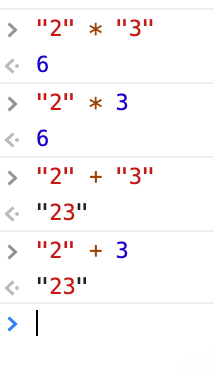 > "2" * "3"
<· 6
> "2" * 3
<· 6
> "2" + "3"
<· "23"
> "2" + 3
<· "23"
>